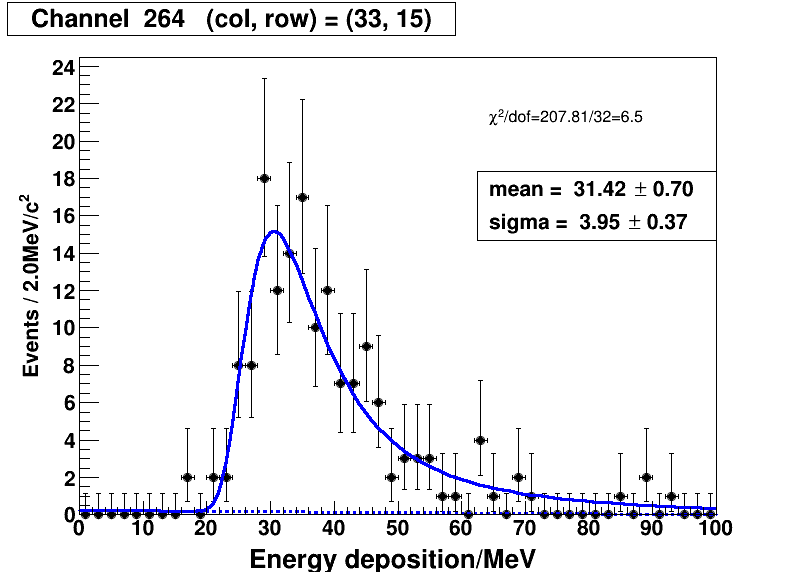 Channel 264 (col, row) = (33, 15)
χ²/dof=207.81/32=6.5
mean = 31.42 ± 0.70
sigma = 3.95 ± 0.37
Events / 2.0MeV/c²
24
22
20
18
16
14
12
10
8
6
4
2
0
0 10 20 30 40 50 60 70 80 90 100
Energy deposition/MeV